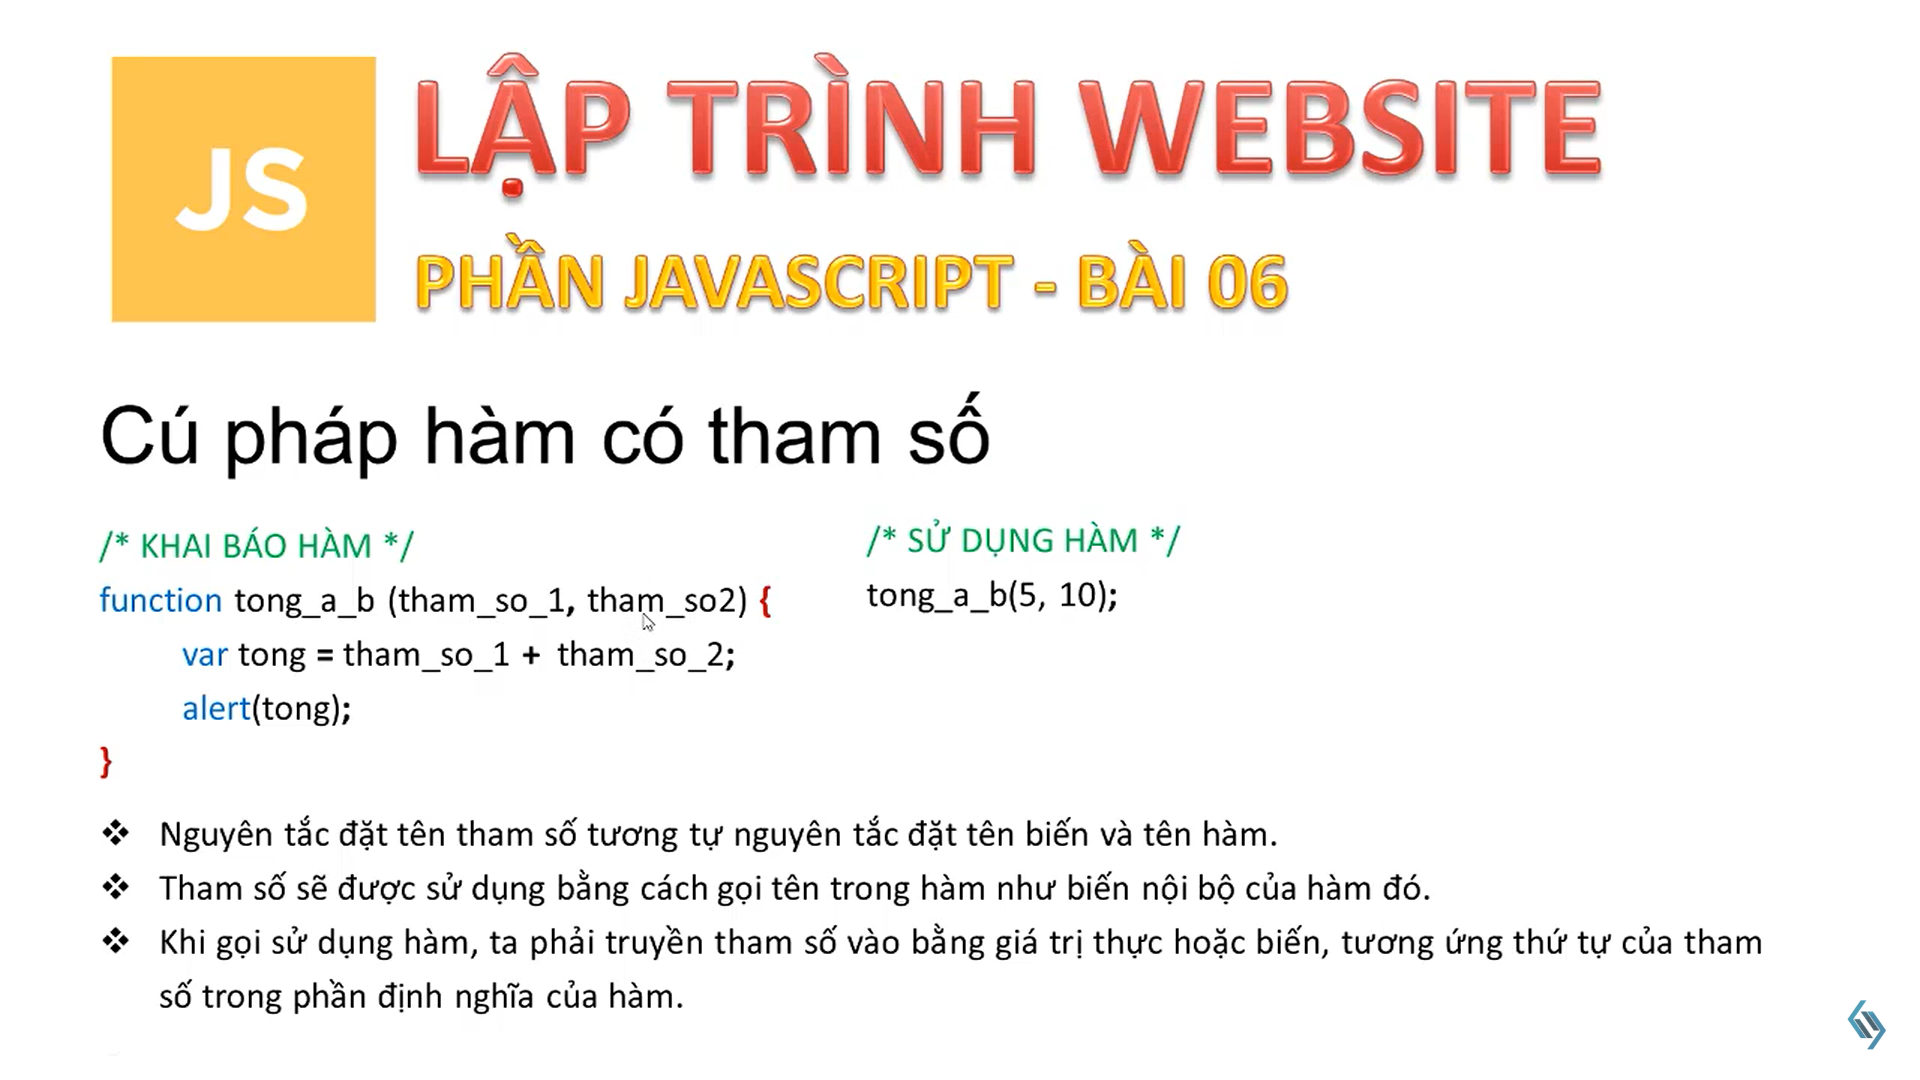 JS
LẬP TRÌNH WEBSITE
PHẦN JAVASCRIPT - BÀI 06
Cú pháp hàm có tham số
/* KHAI BÁO HÀM */
function tong_a_b (tham_so_1, tham_so2) {
var tong = tham_so_1 + tham_so_2;
alert(tong);
}
/* SỬ DỤNG HÀM */
tong_a_b(5, 10);
❖ Nguyên tắc đặt tên tham số tương tự nguyên tắc đặt tên biến và tên hàm.
❖ Tham số sẽ được sử dụng bằng cách gọi tên trong hàm như biến nội bộ của hàm đó.
❖ Khi gọi sử dụng hàm, ta phải truyền tham số vào bằng giá trị thực hoặc biến, tương ứng thứ tự của tham
số trong phần định nghĩa của hàm.